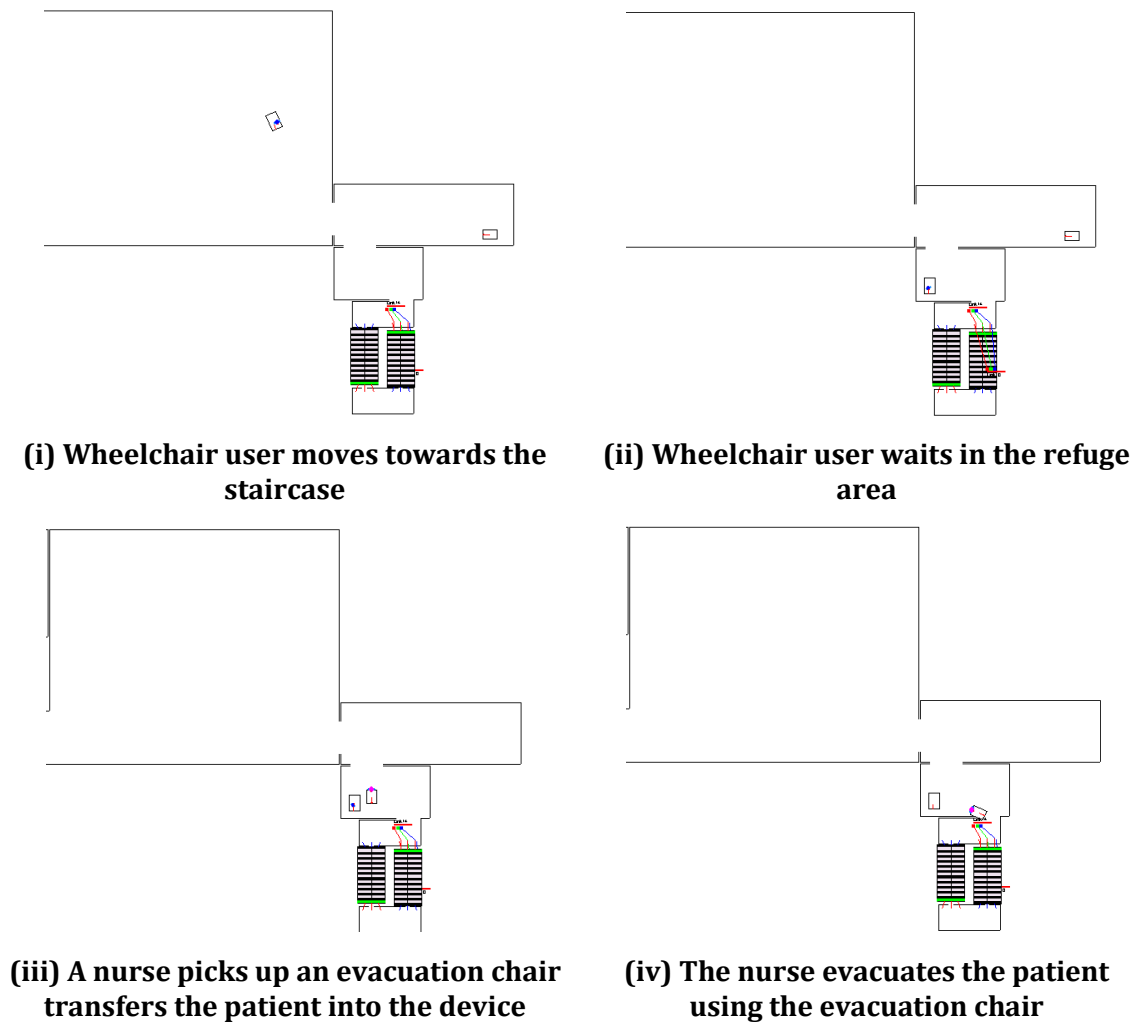 (i) Wheelchair user moves towards the
staircase
(ii) Wheelchair user waits in the refuge
area
(iii) A nurse picks up an evacuation chair
transfers the patient into the device
(iv) The nurse evacuates the patient
using the evacuation chair